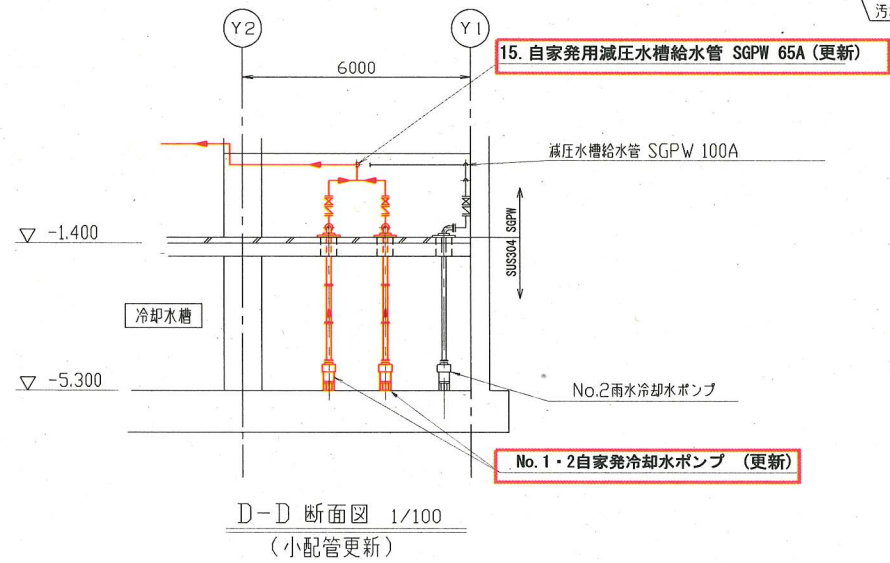 汚
Y2
Y1
6000
15. 自家発用減圧水槽給水管 SGPW 65A (更新)
減圧水槽給水管 SGPW 100A
▽ -1.400
SUS304 SGPW
冷却水槽
▽ -5.300
No.2雨水冷却水ポンプ
No.1・2自家発冷却水ポンプ (更新)
D-D 断面図 1/100
(小配管更新)